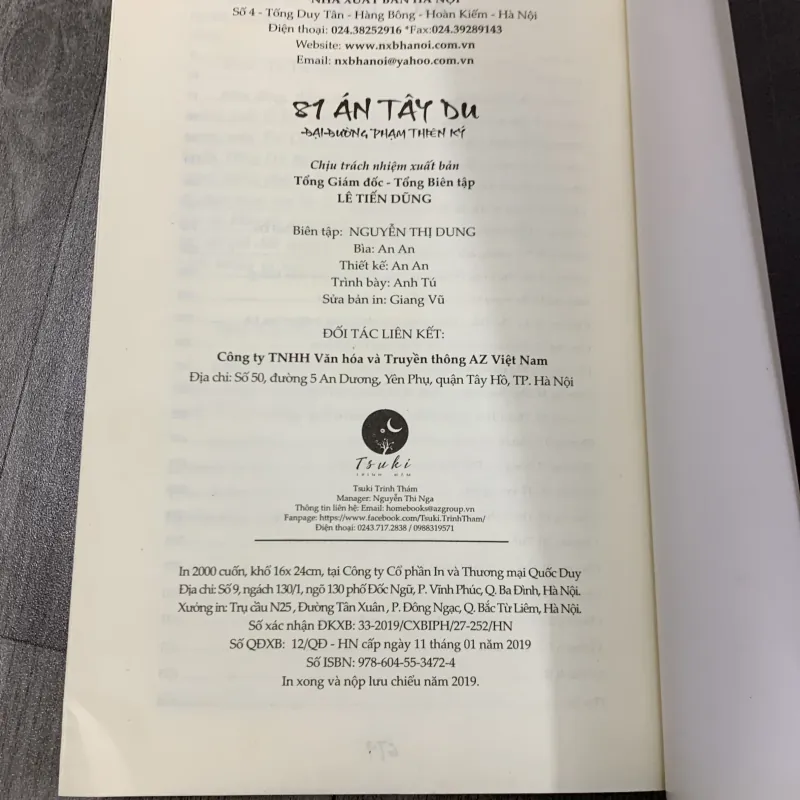 NHÀ XUẤT BẢN HÀ NỘI
Số 4 - Tống Duy Tân - Hàng Bông - Hoàn Kiếm - Hà Nội
Điện thoại: 024.38252916 *Fax:024.39289143
Website: www.nxbhanoi.com.vn
Email: nxbhanoi@yahoo.com.vn
81 ÁN TÂY DU
ĐẠI ĐƯỜNG PHẠM THIÊN KÝ
Chịu trách nhiệm xuất bản
Tổng Giám đốc - Tổng Biên tập
LÊ TIẾN DŨNG
Biên tập: NGUYỄN THỊ DUNG
Bìa: An An
Thiết kế: An An
Trình bày: Anh Tú
Sửa bản in: Giang Vũ
ĐỐI TÁC LIÊN KẾT:
Công ty TNHH Văn hóa và Truyền thông AZ Việt Nam
Địa chỉ: Số 50, đường 5 An Dương, Yên Phụ, quận Tây Hồ, TP. Hà Nội
Tsuki
TRINH THÁM
Tsuki Trinh Thám
Manager: Nguyễn Thi Nga
Thông tin liên hệ: Email: homebooks@azgroup.vn
Fanpage: https://www.facebook.com/Tsuki.TrinhTham/
Điện thoại: 0243.717.2838 / 0988319571
In 2000 cuốn, khổ 16x 24cm, tại Công ty Cổ phần In và Thương mại Quốc Duy
Địa chỉ: Số 9, ngách 130/1, ngõ 130 phố Đốc Ngữ, P. Vĩnh Phúc, Q. Ba Đình, Hà Nội.
Xưởng in: Trụ cầu N25 , Đường Tân Xuân , P. Đông Ngạc, Q. Bắc Từ Liêm, Hà Nội.
Số xác nhận ĐKXB: 33-2019/CXBIPH/27-252/HN
Số QĐXB: 12/QĐ - HN cấp ngày 11 tháng 01 năm 2019
Số ISBN: 978-604-55-3472-4
In xong và nộp lưu chiểu năm 2019.